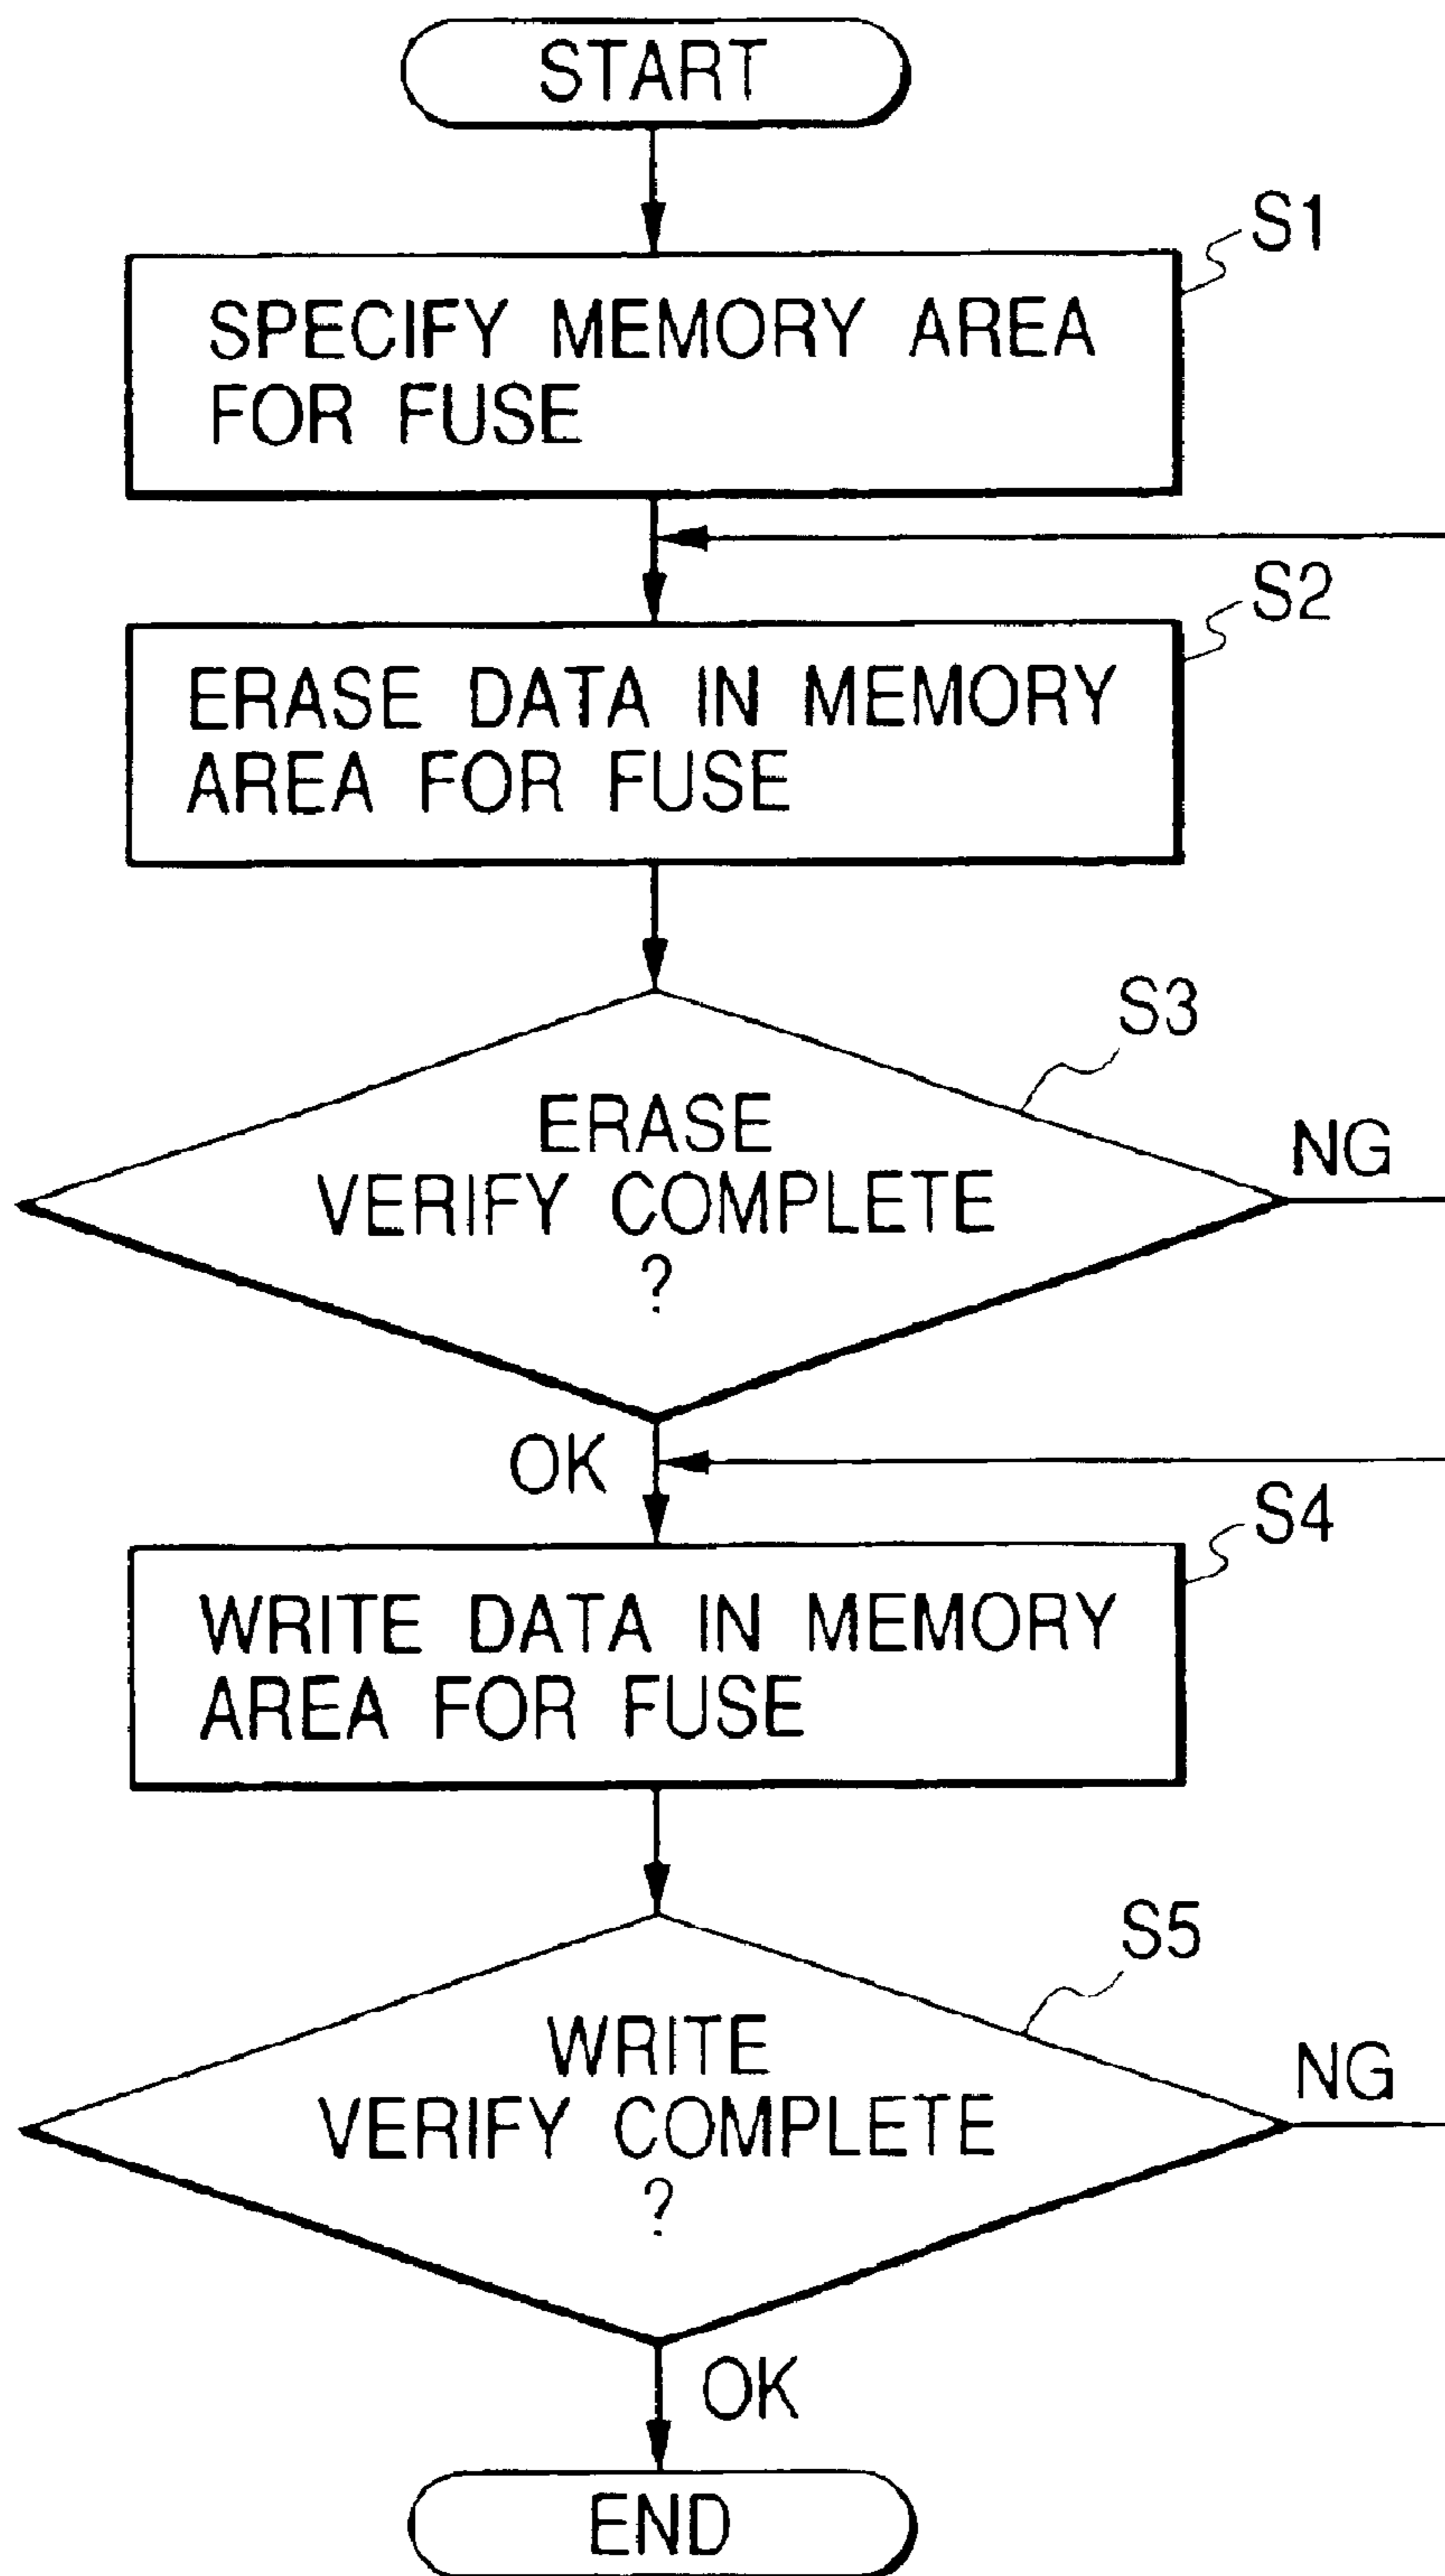 START
S1
SPECIFY MEMORY AREA
FOR FUSE
S2
ERASE DATA IN MEMORY
AREA FOR FUSE
S3
ERASE
VERIFY COMPLETE
?
NG
OK
S4
WRITE DATA IN MEMORY
AREA FOR FUSE
S5
WRITE
VERIFY COMPLETE
?
NG
OK
END